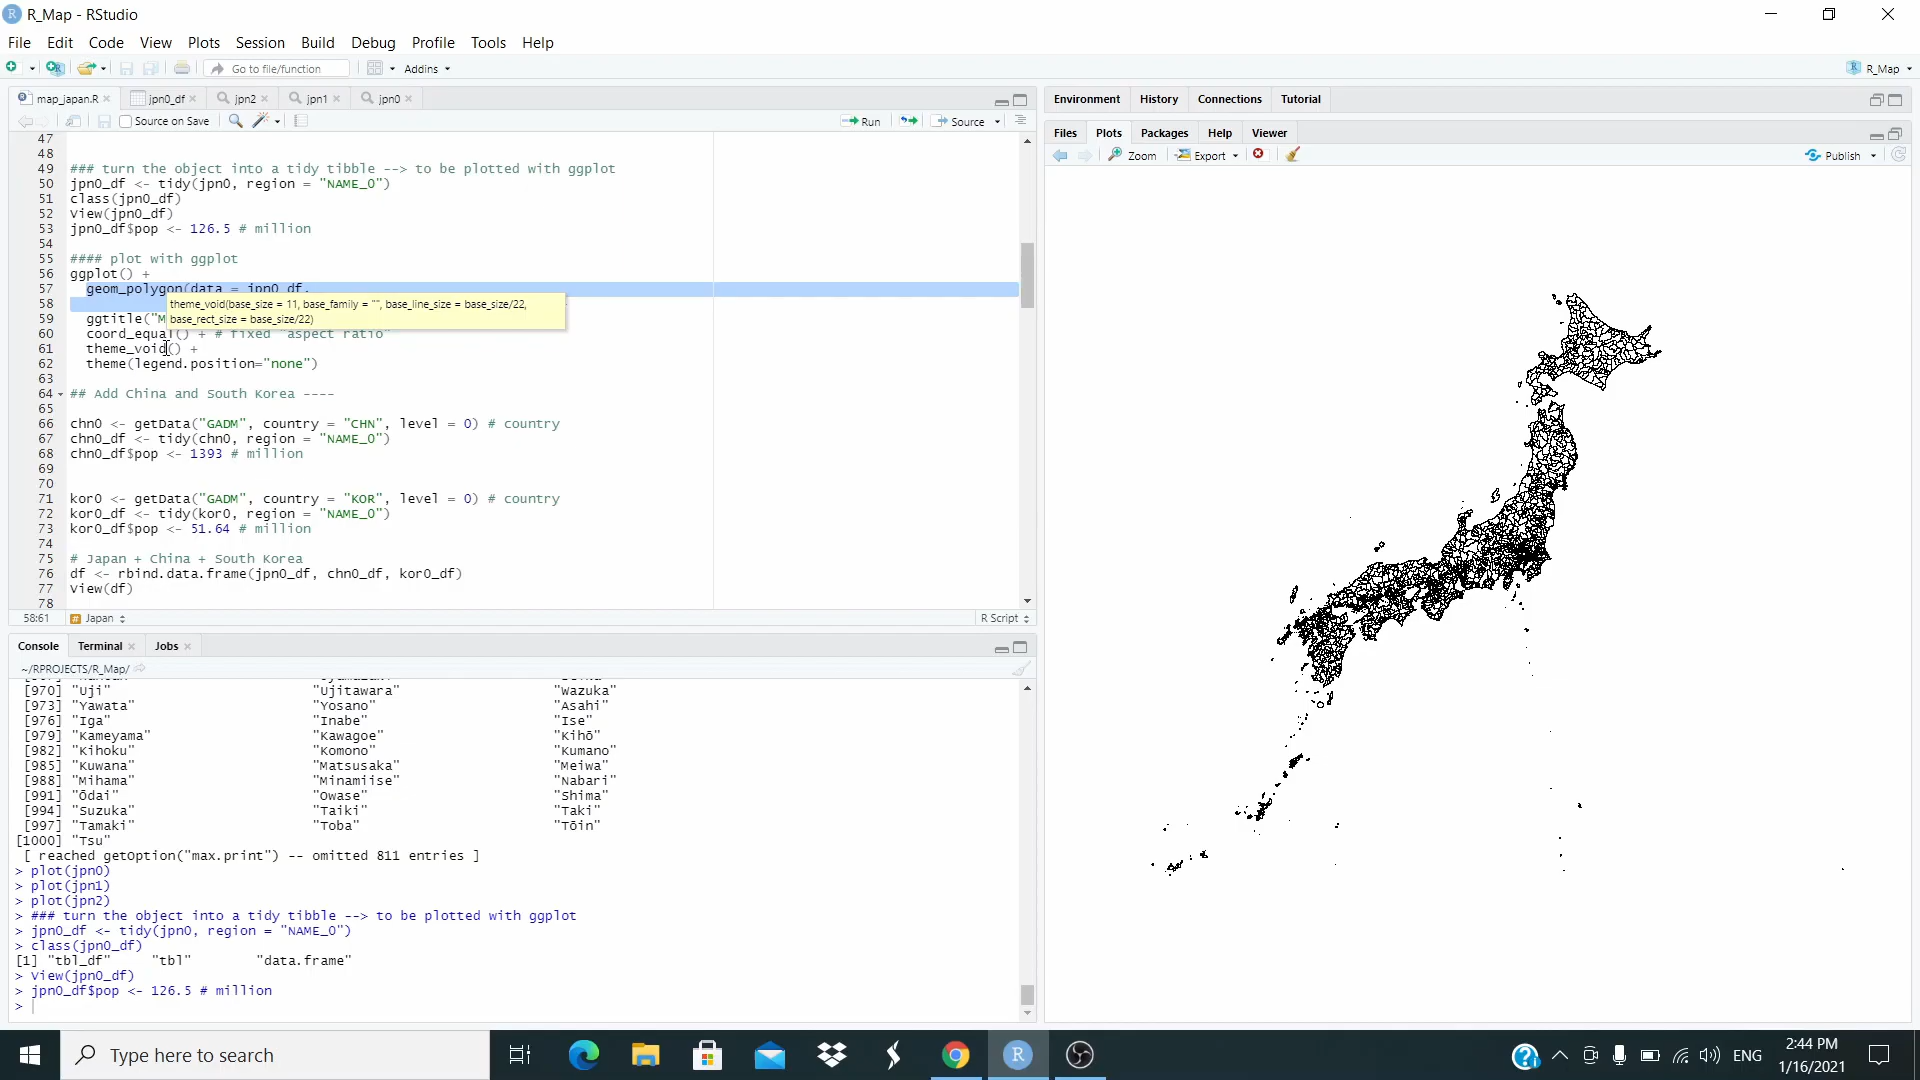 R_Map - RStudio
File Edit Code View Plots Session Build Debug Profile Tools Help
Go to file/function Addins R_Map
map_japan.R jpn0_df jpn2 jpn1 jpn0
Source on Save Run Source
47
48
49 ### turn the object into a tidy tibble --> to be plotted with ggplot
50 jpn0_df <- tidy(jpn0, region = "NAME_0")
51 class(jpn0_df)
52 View(jpn0_df)
53 jpn0_df$pop <- 126.5 # million
54
55 #### plot with ggplot
56 ggplot() +
57 geom_polygon(data = jpn0_df,
58
theme_void(base_size = 11, base_family = "", base_line_size = base_size/22,
base_rect_size = base_size/22)
59 ggtitle("M
60 coord_equal() + # fixed "aspect ratio"
61 theme_void() +
62 theme(legend.position="none")
63
64 ## Add China and South Korea ----
65
66 chn0 <- getData("GADM", country = "CHN", level = 0) # country
67 chn0_df <- tidy(chn0, region = "NAME_0")
68 chn0_df$pop <- 1393 # million
69
70
71 kor0 <- getData("GADM", country = "KOR", level = 0) # country
72 kor0_df <- tidy(kor0, region = "NAME_0")
73 kor0_df$pop <- 51.64 # million
74
75 # Japan + China + South Korea
76 df <- rbind.data.frame(jpn0_df, chn0_df, kor0_df)
77 View(df)
78
58:61 # Japan R Script
Console Terminal Jobs
~/RPROJECTS/R_Map/
[970] "Uji" "Ujitawara" "Wazuka"
[973] "Yawata" "Yosano" "Asahi"
[976] "Iga" "Inabe" "Ise"
[979] "Kameyama" "Kawagoe" "Kihō"
[982] "Kihoku" "Komono" "Kumano"
[985] "Kuwana" "Matsusaka" "Meiwa"
[988] "Mihama" "Minamiise" "Nabari"
[991] "Ōdai" "Owase" "Shima"
[994] "Suzuka" "Taiki" "Taki"
[997] "Tamaki" "Toba" "Tōin"
[1000] "Tsu"
[ reached getOption("max.print") -- omitted 811 entries ]
> plot(jpn0)
> plot(jpn1)
> plot(jpn2)
> ### turn the object into a tidy tibble --> to be plotted with ggplot
> jpn0_df <- tidy(jpn0, region = "NAME_0")
> class(jpn0_df)
[1] "tbl_df" "tbl" "data.frame"
> View(jpn0_df)
> jpn0_df$pop <- 126.5 # million
>
Environment History Connections Tutorial
Files Plots Packages Help Viewer
Zoom Export Publish
Type here to search
ENG
2:44 PM
1/16/2021